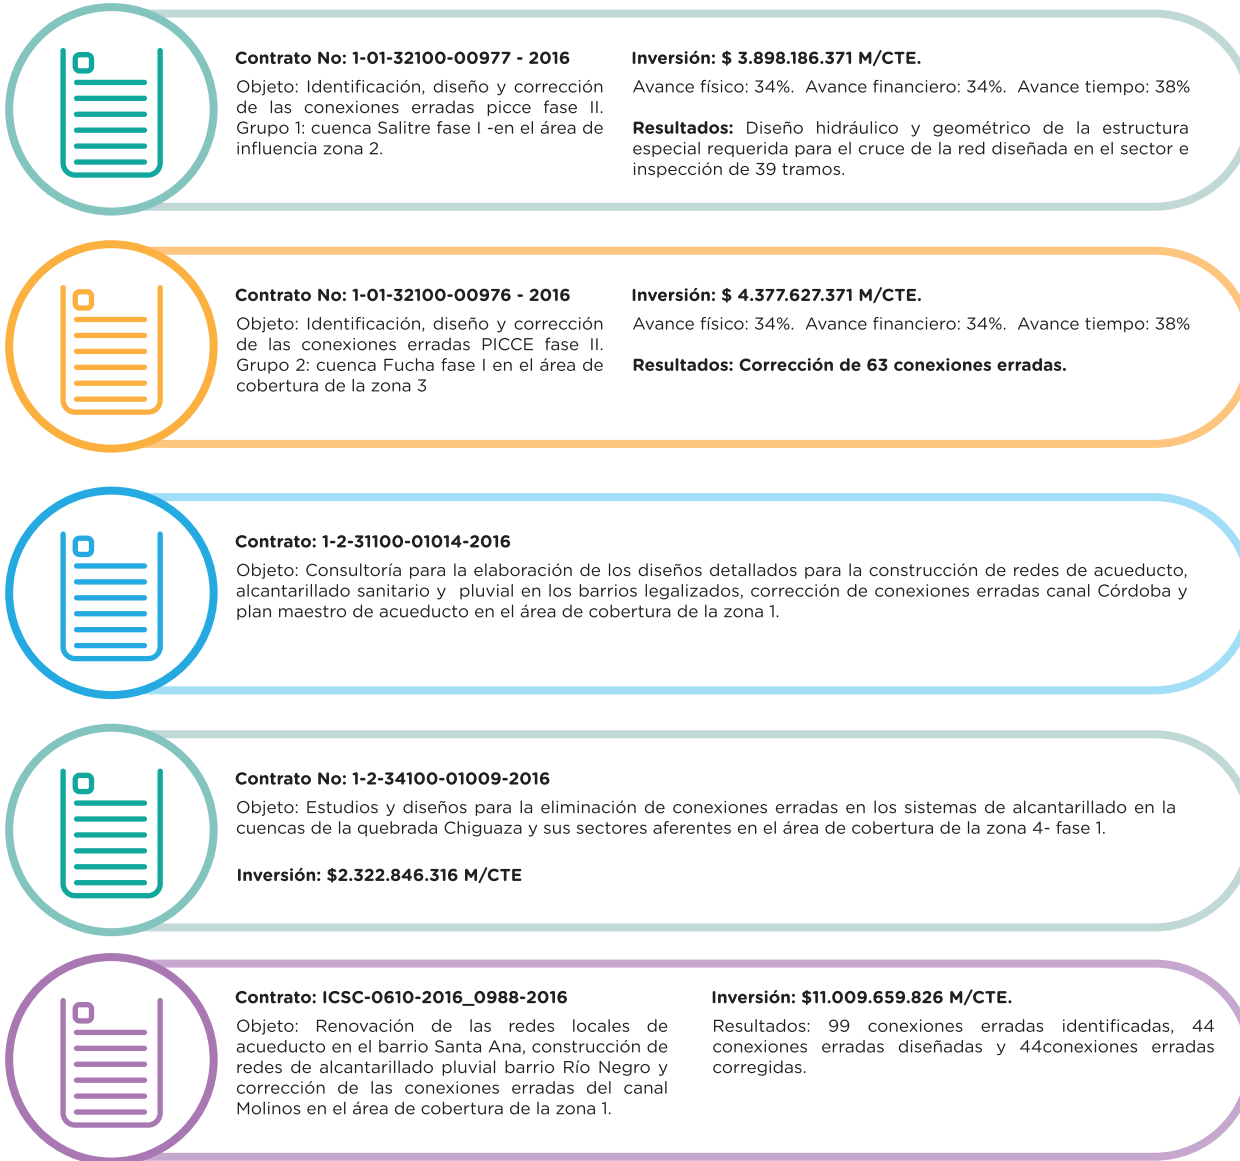 Contrato No: 1-01-32100-00977 - 2016
Objeto: Identificación, diseño y corrección
de las conexiones erradas picce fase II.
Grupo 1: cuenca Salitre fase I -en el área de
influencia zona 2.
Inversión: $ 3.898.186.371 M/CTE.
Avance físico: 34%. Avance financiero: 34%. Avance tiempo: 38%
Resultados: Diseño hidráulico y geométrico de la estructura
especial requerida para el cruce de la red diseñada en el sector e
inspección de 39 tramos.
Contrato No: 1-01-32100-00976 - 2016
Objeto: Identificación, diseño y corrección
de las conexiones erradas PICCE fase II.
Grupo 2: cuenca Fucha fase I en el área de
cobertura de la zona 3
Inversión: $ 4.377.627.371 M/CTE.
Avance físico: 34%. Avance financiero: 34%. Avance tiempo: 38%
Resultados: Corrección de 63 conexiones erradas.
Contrato: 1-2-31100-01014-2016
Objeto: Consultoría para la elaboración de los diseños detallados para la construcción de redes de acueducto,
alcantarillado sanitario y pluvial en los barrios legalizados, corrección de conexiones erradas canal Córdoba y
plan maestro de acueducto en el área de cobertura de la zona 1.
Contrato No: 1-2-34100-01009-2016
Objeto: Estudios y diseños para la eliminación de conexiones erradas en los sistemas de alcantarillado en la
cuencas de la quebrada Chiguaza y sus sectores aferentes en el área de cobertura de la zona 4- fase 1.
Inversión: $2.322.846.316 M/CTE
Contrato: ICSC-0610-2016_0988-2016
Objeto: Renovación de las redes locales de
acueducto en el barrio Santa Ana, construcción de
redes de alcantarillado pluvial barrio Río Negro y
corrección de las conexiones erradas del canal
Molinos en el área de cobertura de la zona 1.
Inversión: $11.009.659.826 M/CTE.
Resultados: 99 conexiones erradas identificadas, 44
conexiones erradas diseñadas y 44conexiones erradas
corregidas.